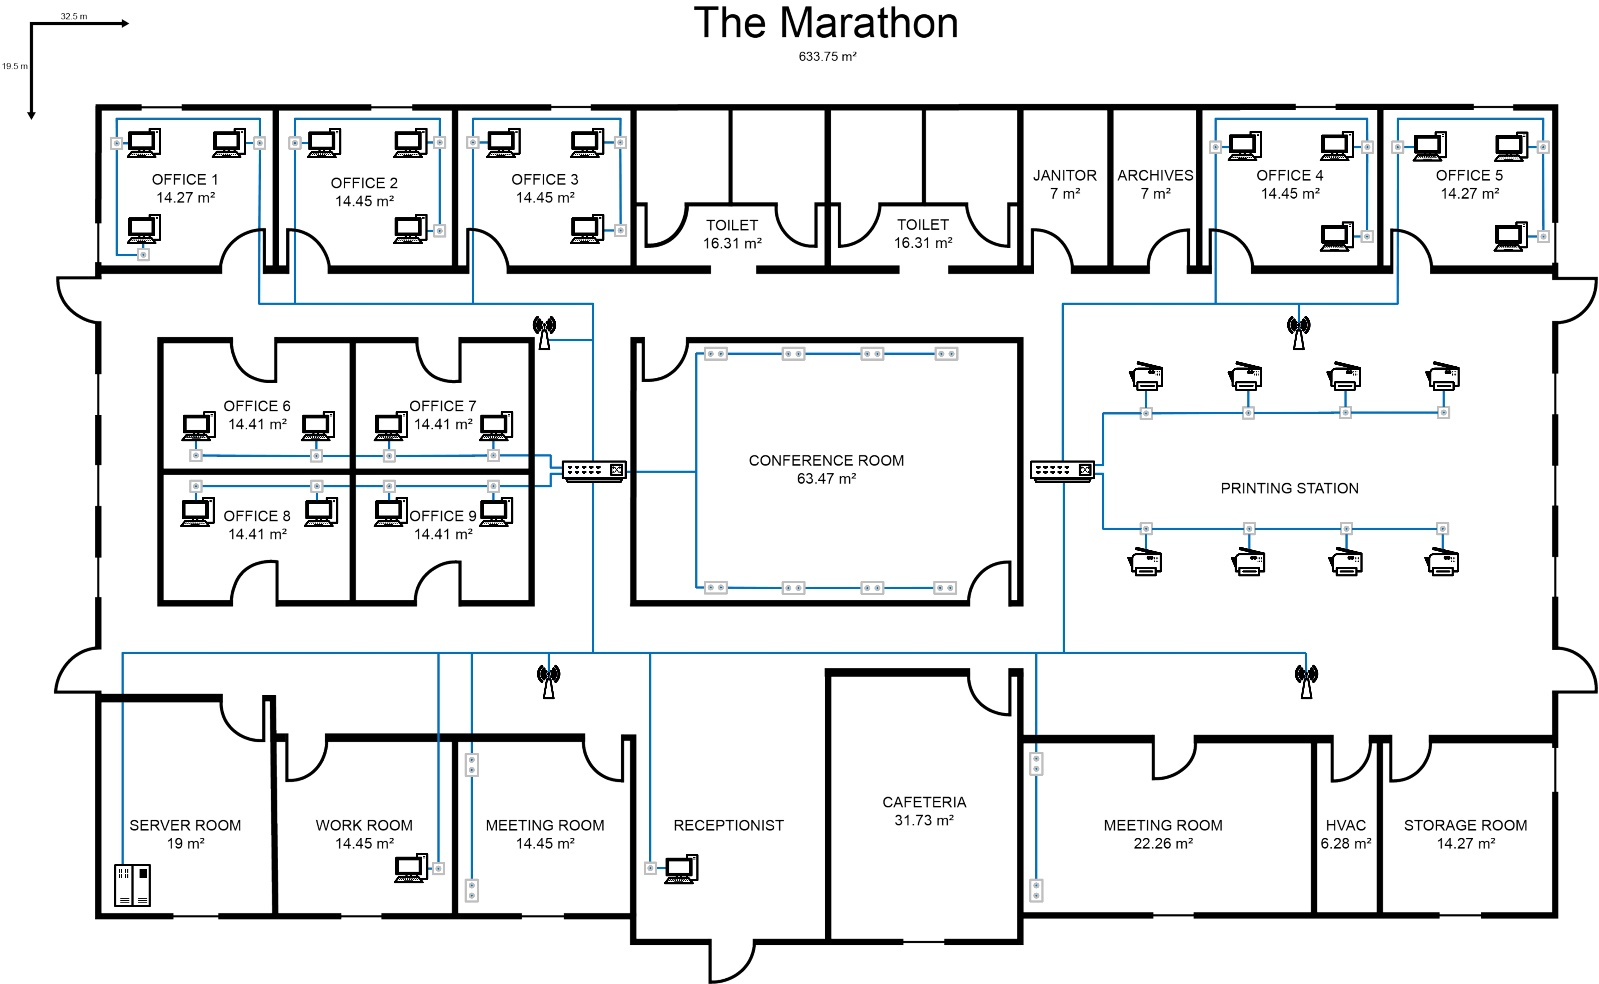 The Marathon
633.75 m²
32.5 m
19.5 m
OFFICE 1
14.27 m²
OFFICE 2
14.45 m²
OFFICE 3
14.45 m²
TOILET
16.31 m²
TOILET
16.31 m²
JANITOR
7 m²
ARCHIVES
7 m²
OFFICE 4
14.45 m²
OFFICE 5
14.27 m²
OFFICE 6
14.41 m²
OFFICE 7
14.41 m²
OFFICE 8
14.41 m²
OFFICE 9
14.41 m²
CONFERENCE ROOM
63.47 m²
PRINTING STATION
SERVER ROOM
19 m²
WORK ROOM
14.45 m²
MEETING ROOM
14.45 m²
RECEPTIONIST
CAFETERIA
31.73 m²
MEETING ROOM
22.26 m²
HVAC
6.28 m²
STORAGE ROOM
14.27 m²